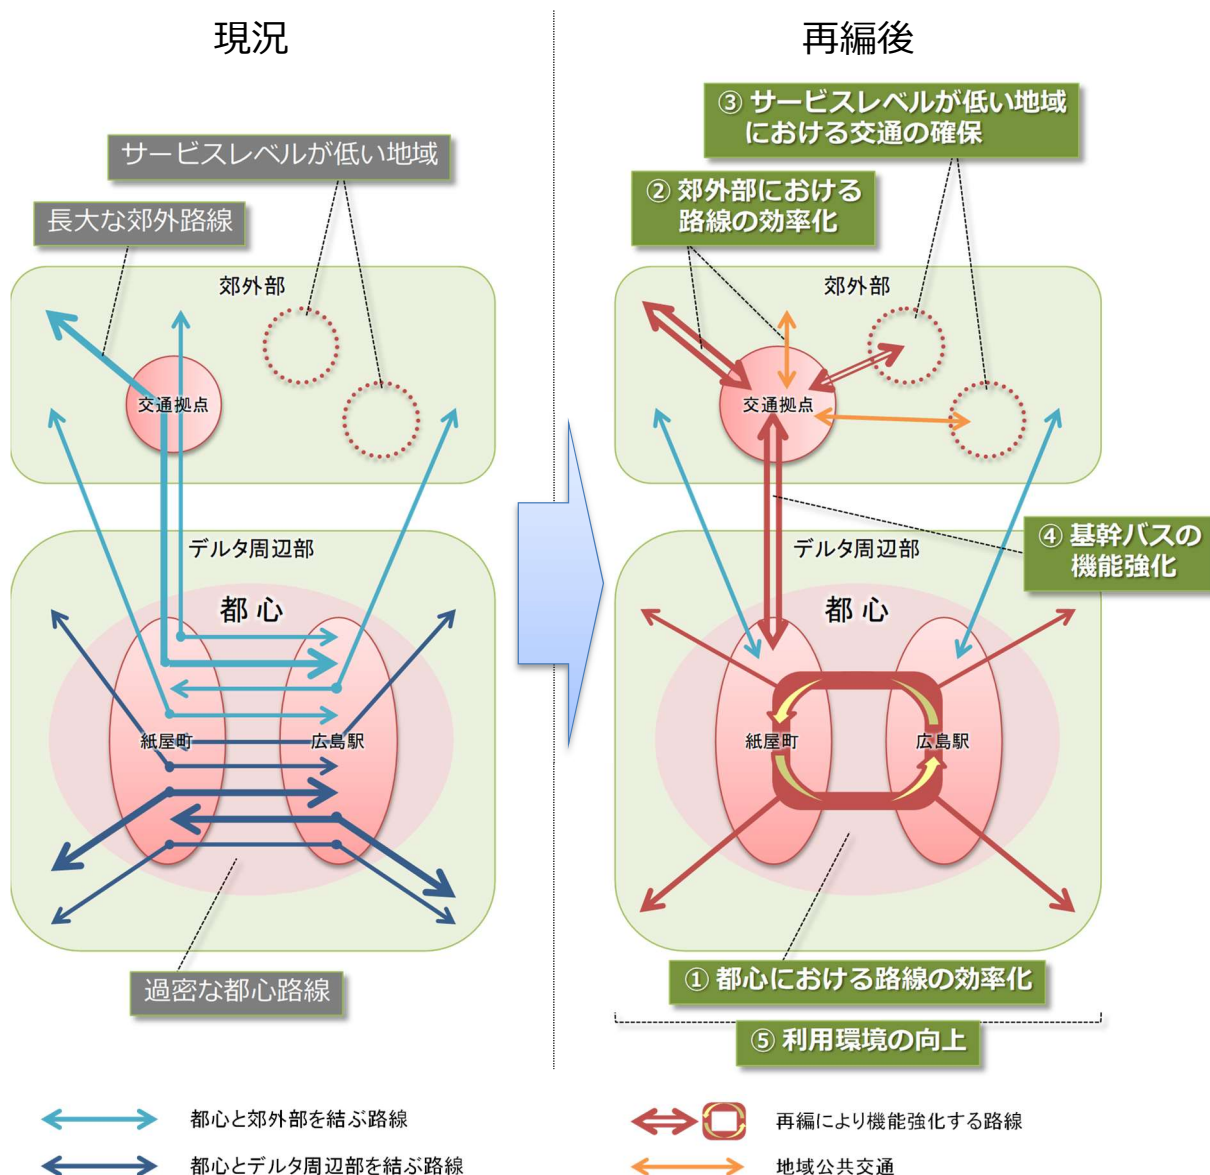 現況
サービスレベルが低い地域
長大な郊外路線
郊外部
交通拠点
デルタ周辺部
都心
紙屋町
広島駅
過密な都心路線
都心と郊外部を結ぶ路線
都心とデルタ周辺部を結ぶ路線
再編後
③ サービスレベルが低い地域
における交通の確保
② 郊外部における
路線の効率化
郊外部
交通拠点
④ 基幹バスの
機能強化
デルタ周辺部
都心
紙屋町
広島駅
① 都心における路線の効率化
⑤ 利用環境の向上
再編により機能強化する路線
地域公共交通